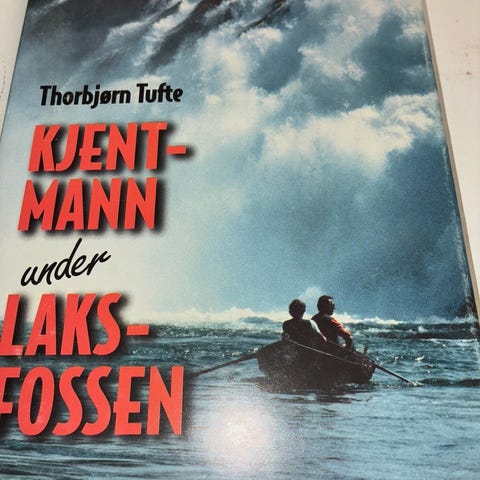 Thorbjørn Tufte
KJENT-
MANN
under
LAKS-
FOSSEN